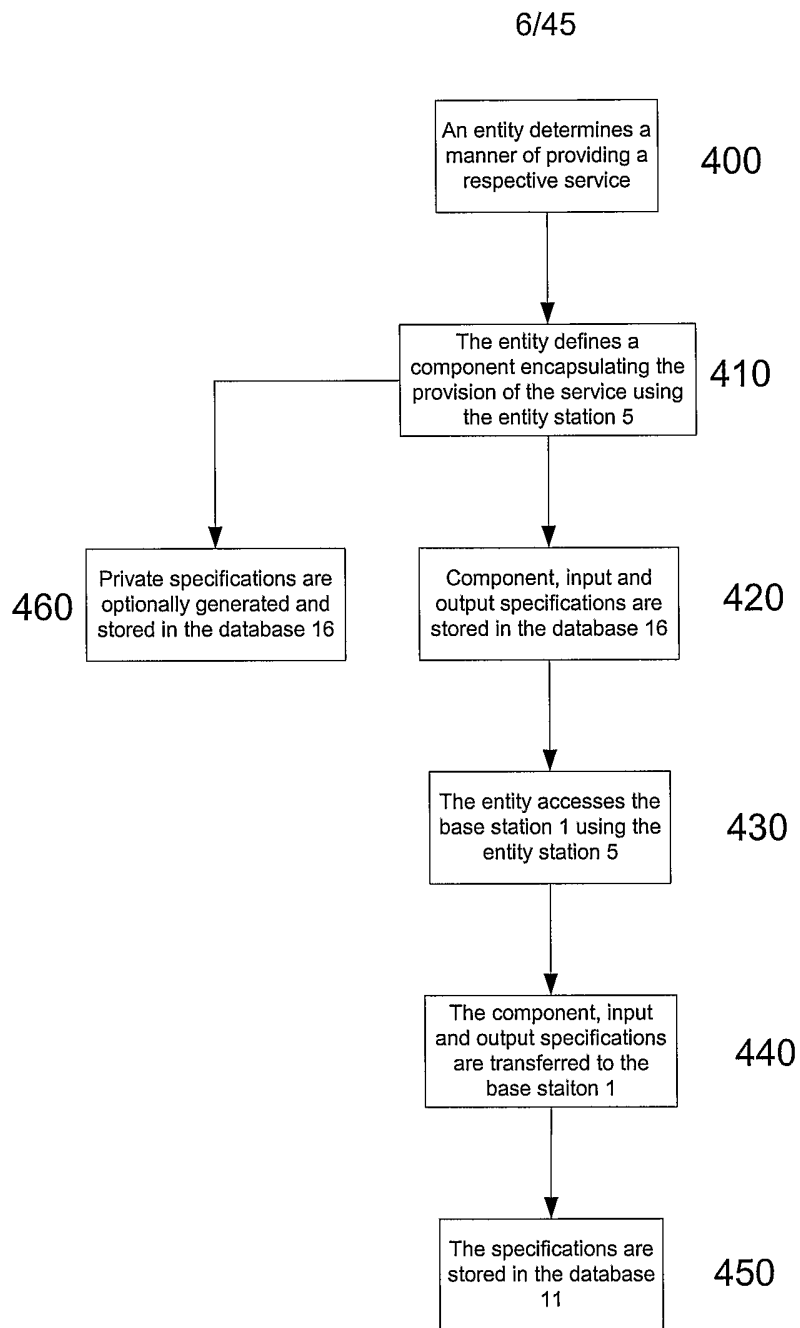 6/45
An entity determines a
manner of providing a
respective service
400
The entity defines a
component encapsulating the
provision of the service using
the entity station 5
410
460
Private specifications are
optionally generated and
stored in the database 16
Component, input and
output specifications are
stored in the database 16
420
The entity accesses the
base station 1 using the
entity station 5
430
The component, input
and output specifications
are transferred to the
base staiton 1
440
The specifications are
stored in the database
11
450